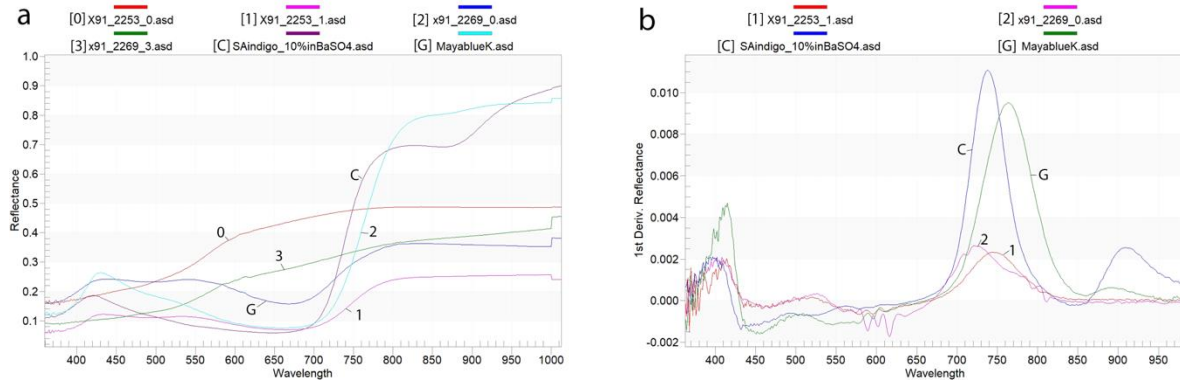 a
[0] X91_2253_0.asd [1] X91_2253_1.asd [2] x91_2269_0.asd
[3] x91_2269_3.asd [C] SAindigo_10%inBaSO4.asd [G] MayablueK.asd
1.0
0.9
0.8
0.7
0.6
0.5
0.4
0.3
0.2
0.1
Reflectance
C
2
0
3
G
1
400 450 500 550 600 650 700 750 800 850 900 950 1000
Wavelength
b
[1] X91_2253_1.asd [2] x91_2269_0.asd
[C] SAindigo_10%inBaSO4.asd [G] MayablueK.asd
0.010
0.008
0.006
0.004
0.002
0.000
-0.002
1st Deriv. Reflectance
C
G
2
1
400 450 500 550 600 650 700 750 800 850 900 950
Wavelength